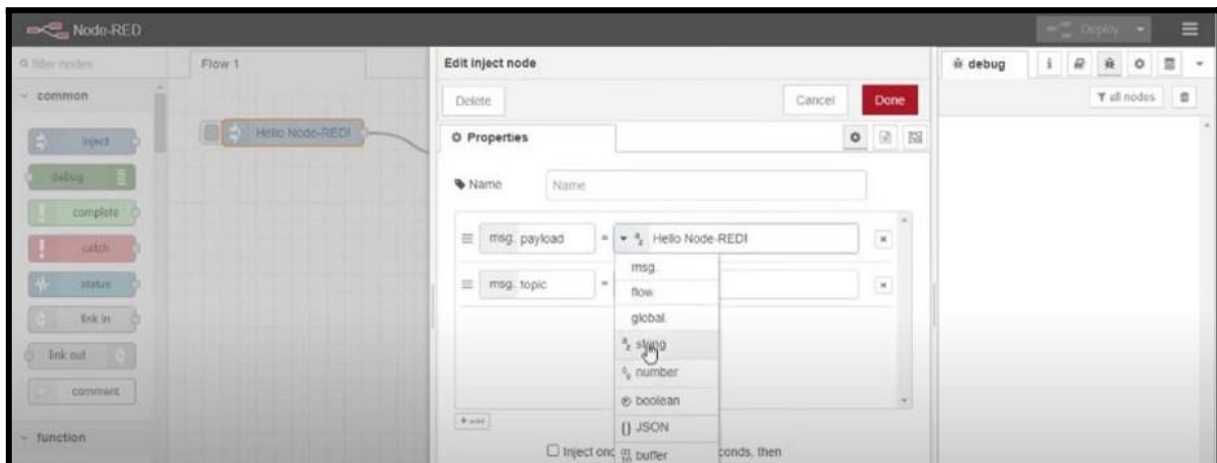 Node-RED
Deploy
filter nodes
Flow 1
Edit inject node
debug
common
Delete
Cancel
Done
all nodes
inject
Hello Node-RED!
Properties
debug
Name
Name
complete
msg. payload
=
Hello Node-RED!
catch
msg.
status
msg. topic
=
flow.
link in
global.
string
link out
number
comment
boolean
add
{} JSON
function
Inject onc
buffer
conds, then